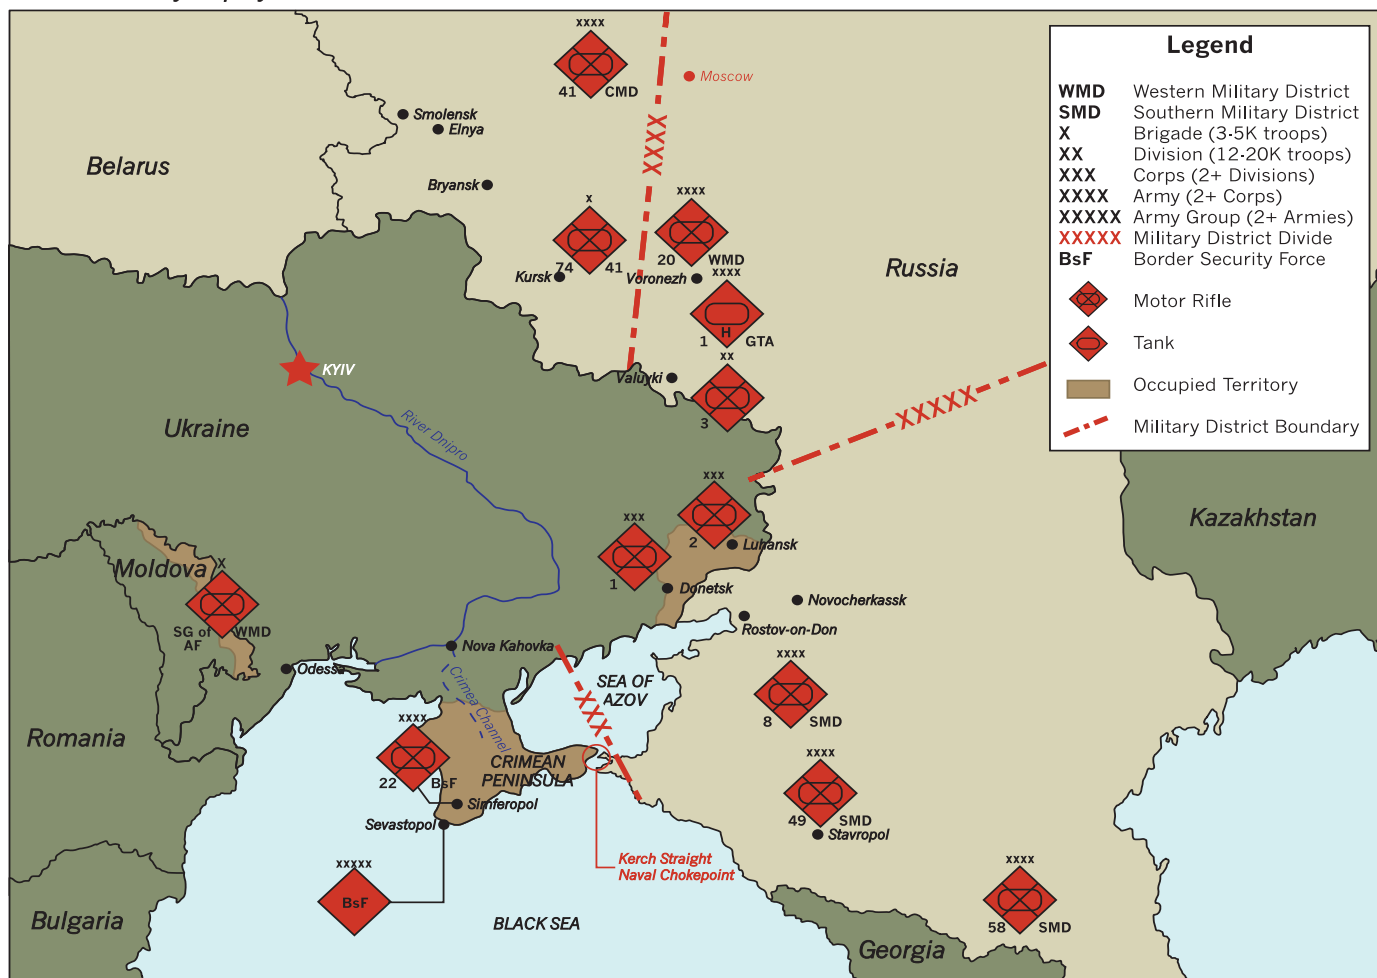 XXXX
41 CMD
Moscow
Smolensk
Elnya
Belarus
Bryansk
XXXX
X
74 41
Kursk
XXXX
20 WMD
Voronezh
Russia
XXXX
H
1 GTA
KYIV
Valuyki
XX
3
XXXXX
River Dnipro
Ukraine
XXX
2
Luhansk
XXX
1
Donetsk
Kazakhstan
Moldova
X
SG of WMD
AF
Novocherkassk
Rostov-on-Don
Nova Kahovka
Odessa
Crimea Channel
SEA OF
AZOV
XXX
XXXX
8 SMD
Romania
XXXX
22 BsF
CRIMEAN
PENINSULA
Simferopol
Sevastopol
XXXX
49 SMD
Stavropol
Kerch Straight
Naval Chokepoint
XXXXX
BsF
BLACK SEA
Bulgaria
Georgia
XXXX
58 SMD
Legend
WMD Western Military District
SMD Southern Military District
X Brigade (3-5K troops)
XX Division (12-20K troops)
XXX Corps (2+ Divisions)
XXXX Army (2+ Corps)
XXXXX Army Group (2+ Armies)
XXXXX Military District Divide
BsF Border Security Force
Motor Rifle
Tank
Occupied Territory
Military District Boundary